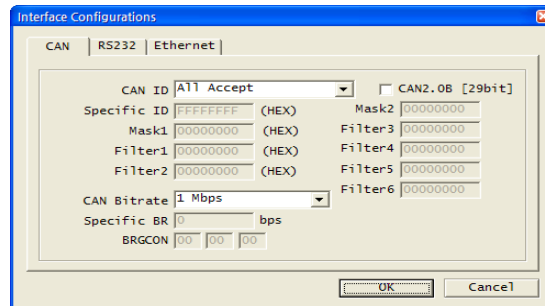 Interface Configurations
CAN RS232 Ethernet
CAN ID All Accept CAN2.0B [29bit]
Specific ID FFFFFFFF (HEX) Mask2 00000000
Mask1 00000000 (HEX) Filter3 00000000
Filter1 00000000 (HEX) Filter4 00000000
Filter2 00000000 (HEX) Filter5 00000000
Filter6 00000000
CAN Bitrate 1 Mbps
Specific BR 0 bps
BRGCON 00 00 00
OK Cancel